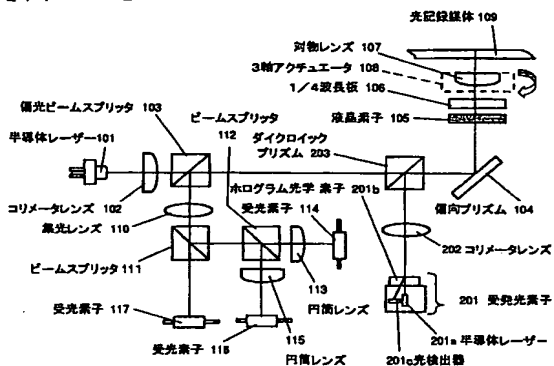 光記録媒体 109
対物レンズ 107
3軸アクチュエータ 108
1/4波長板 106
液晶素子 105
偏光ビームスプリッタ 103
ビームスプリッタ 112
ダイクロイックプリズム 203
半導体レーザー101
コリメータレンズ 102
集光レンズ 110
ホログラム光学 素子 201b
受光素子 114
偏向プリズム 104
202 コリメータレンズ
ビームスプリッタ 111
113 円筒レンズ
201 受発光素子
受光素子 117
受光素子 116
115 円筒レンズ
201a 半導体レーザー
201c光検出器